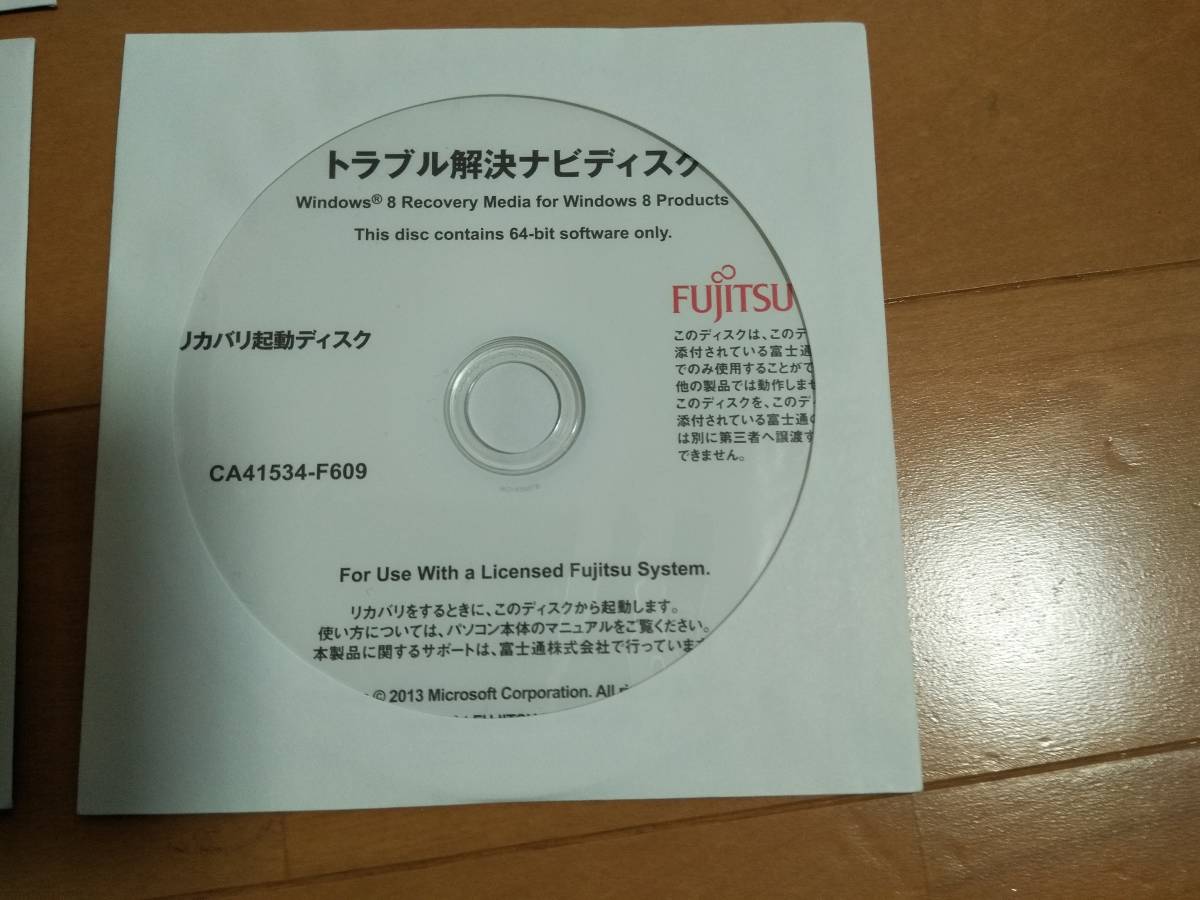 トラブル解決ナビディスク
Windows® 8 Recovery Media for Windows 8 Products
This disc contains 64-bit software only.
FUJITSU
リカバリ起動ディスク
このディスクは、このデ
添付されている富士通
でのみ使用することがで
他の製品では動作しませ
このディスクを、このデ
添付されている富士通の
は別に第三者へ譲渡す
できません。
CA41534-F609
For Use With a Licensed Fujitsu System.
リカバリをするときに、このディスクから起動します。
使い方については、パソコン本体のマニュアルをご覧ください。
本製品に関するサポートは、富士通株式会社で行っていま
© 2013 Microsoft Corporation. All
FUJITSU